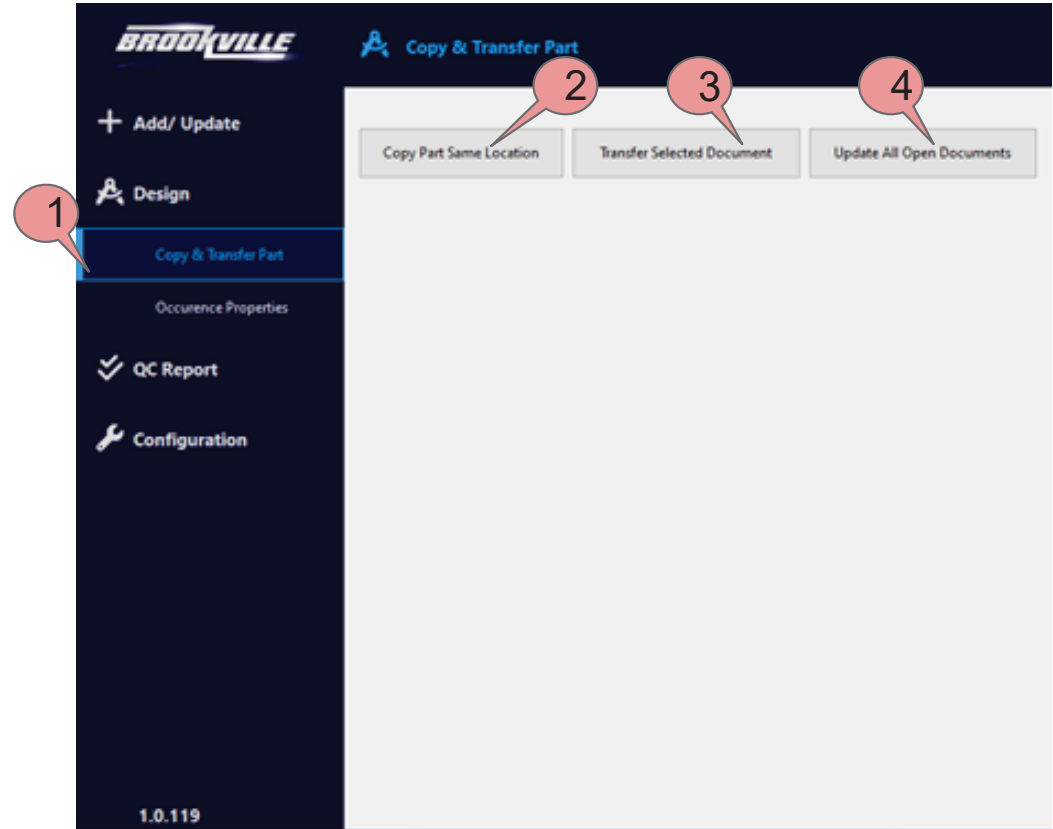 BROOKVILLE
Copy & Transfer Part
2
3
4
Add/ Update
Copy Part Same Location
Transfer Selected Document
Update All Open Documents
Design
1
Copy & Transfer Part
Occurence Properties
QC Report
Configuration
1.0.119